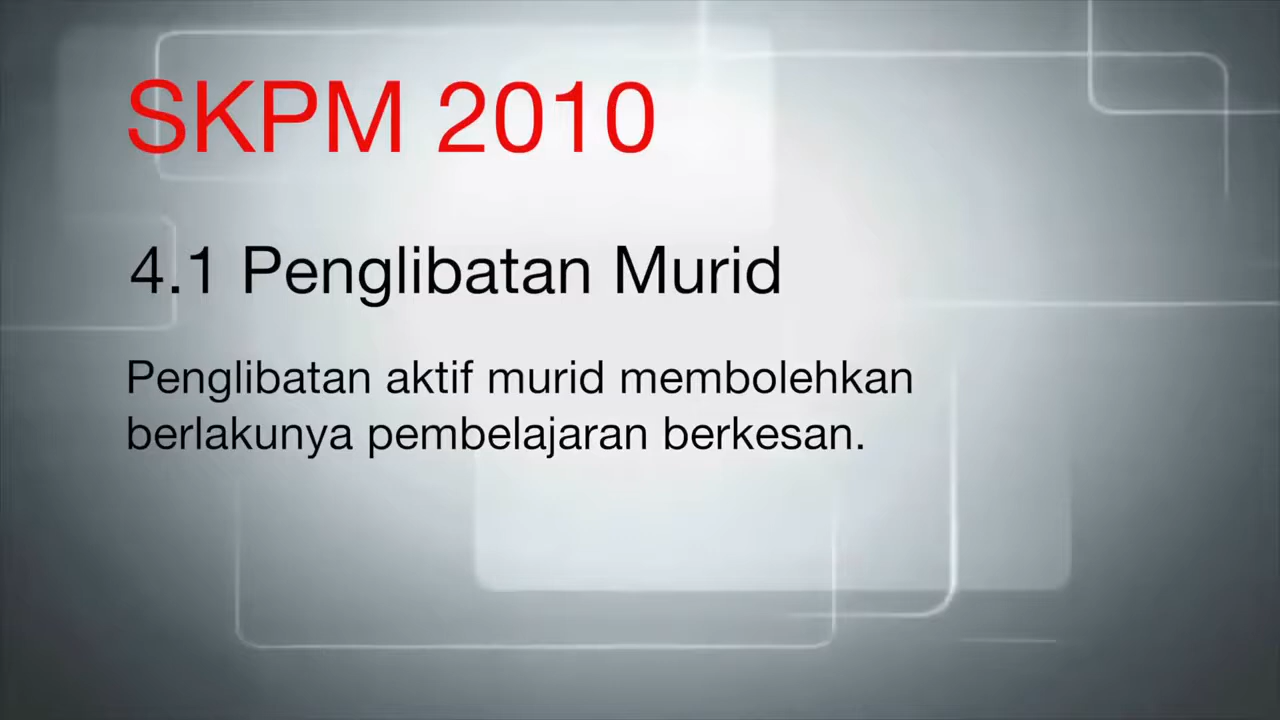 SKPM 2010
4.1 Penglibatan Murid
Penglibatan aktif murid membolehkan
berlakunya pembelajaran berkesan.